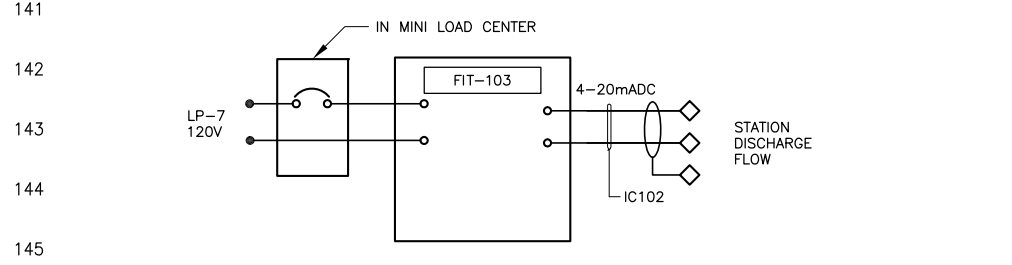 141
IN MINI LOAD CENTER
142
FIT-103
4-20mADC
LP-7
120V
143
STATION
DISCHARGE
FLOW
144
IC102
145